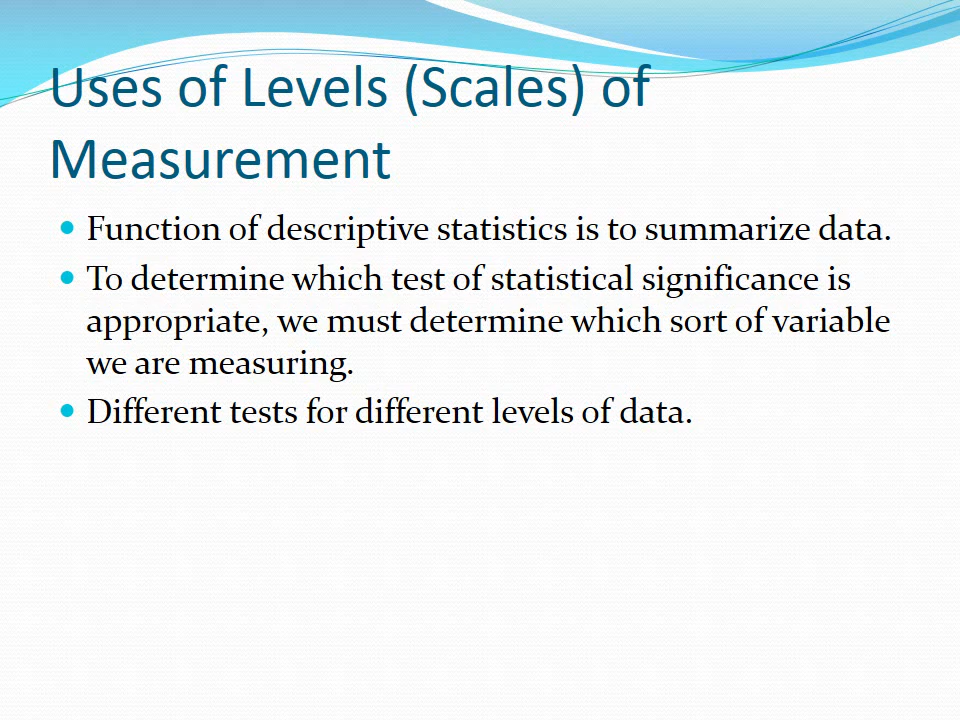 Uses of Levels (Scales) of
Measurement
• Function of descriptive statistics is to summarize data.
• To determine which test of statistical significance is
appropriate, we must determine which sort of variable
we are measuring.
• Different tests for different levels of data.